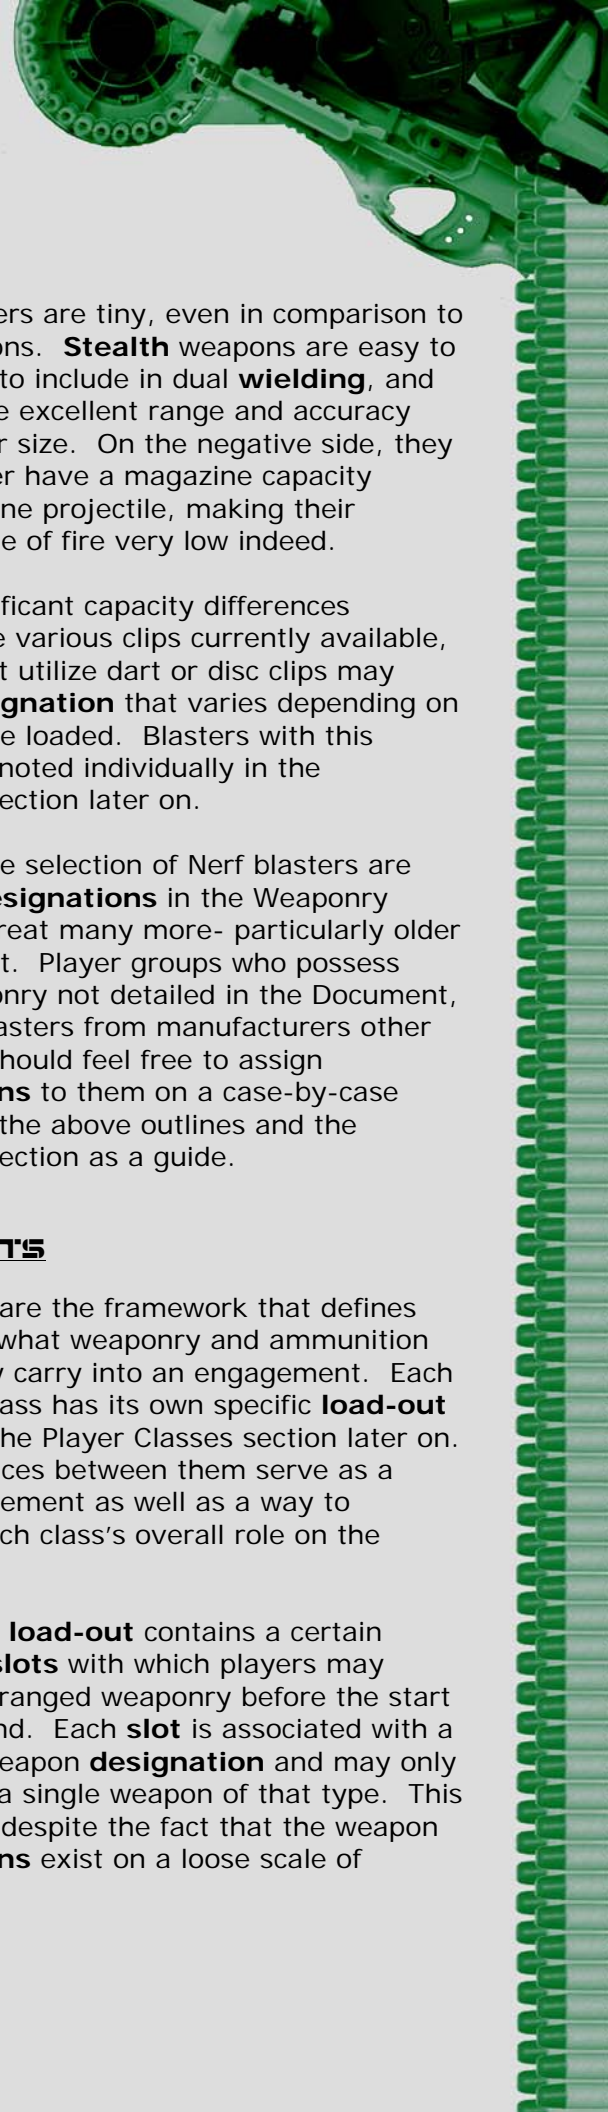 ers are tiny, even in comparison to
ons. Stealth weapons are easy to
to include in dual wielding, and
e excellent range and accuracy
r size. On the negative side, they
er have a magazine capacity
ne projectile, making their
e of fire very low indeed.
ficant capacity differences
e various clips currently available,
t utilize dart or disc clips may
gnation that varies depending on
e loaded. Blasters with this
noted individually in the
ection later on.
e selection of Nerf blasters are
esignations in the Weaponry
reat many more- particularly older
t. Player groups who possess
onry not detailed in the Document,
asters from manufacturers other
hould feel free to assign
ns to them on a case-by-case
the above outlines and the
ection as a guide.
TS
are the framework that defines
what weaponry and ammunition
y carry into an engagement. Each
lass has its own specific load-out
he Player Classes section later on.
ces between them serve as a
ement as well as a way to
ch class's overall role on the
load-out contains a certain
slots with which players may
ranged weaponry before the start
nd. Each slot is associated with a
eapon designation and may only
a single weapon of that type. This
despite the fact that the weapon
ns exist on a loose scale of